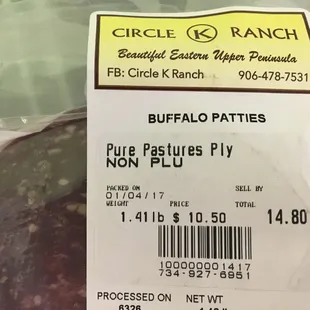 CIRCLE K RANCH
Beautiful Eastern Upper Peninsula
FB: Circle K Ranch 906-478-7531
BUFFALO PATTIES
Pure Pastures Ply
NON PLU
PACKED ON SELL BY
01/04/17
WEIGHT PRICE TOTAL
1.41lb $ 10.50 14.80
100000001417
734-927-6951
PROCESSED ON NET WT
6326